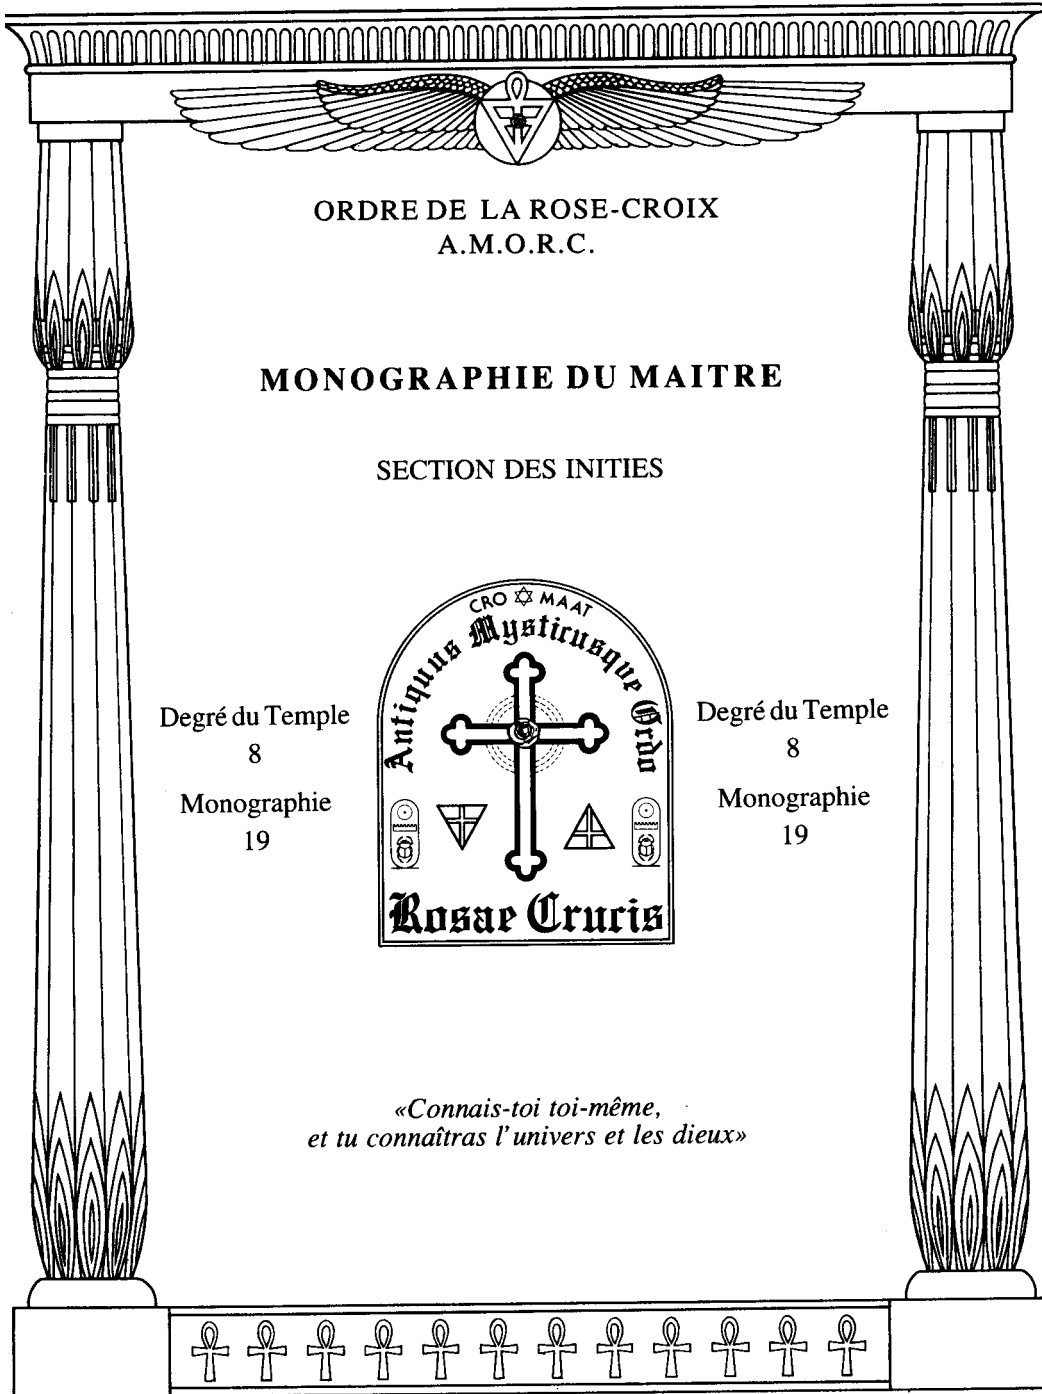 ORDRE DE LA ROSE-CROIX
A.M.O.R.C.
MONOGRAPHIE DU MAITRE
SECTION DES INITIES
CRO MAAT
Antiquus Mysticusque Ordo
Degré du Temple
8
Monographie
19
Degré du Temple
8
Monographie
19
Rosae Crucis
«Connais-toi toi-même,
et tu connaîtras l'univers et les dieux»